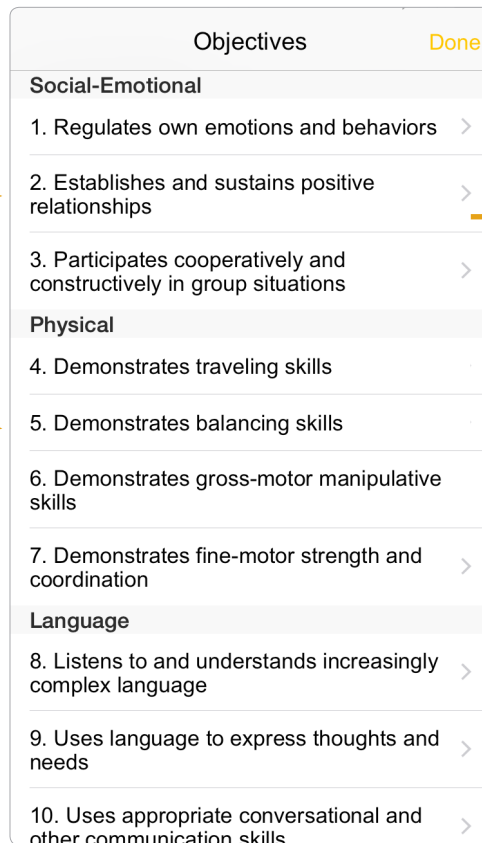 Objectives
Done
Social-Emotional
1. Regulates own emotions and behaviors
2. Establishes and sustains positive
relationships
3. Participates cooperatively and
constructively in group situations
Physical
4. Demonstrates traveling skills
5. Demonstrates balancing skills
6. Demonstrates gross-motor manipulative
skills
7. Demonstrates fine-motor strength and
coordination
Language
8. Listens to and understands increasingly
complex language
9. Uses language to express thoughts and
needs
10. Uses appropriate conversational and
other communication skills